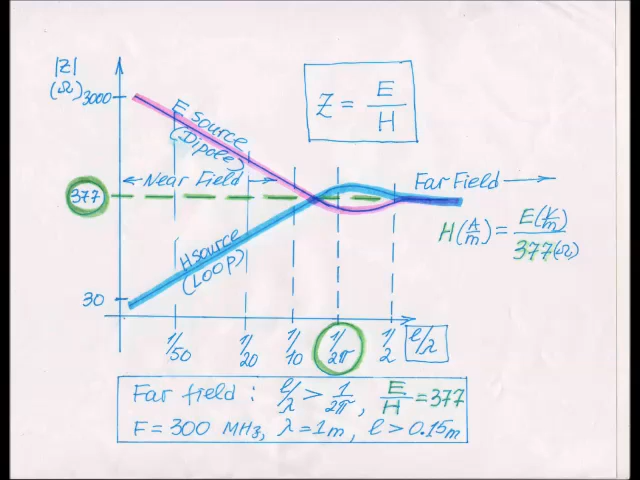 |Z|
(Ω)
3000
E source
(Dipole)
Z = E/H
← Near Field →
Far Field →
377
H(A/m) = E(V/m)/377(Ω)
H source
(LOOP)
30
1/50 1/20 1/10 1/2π 1/2 ℓ/λ
Far field : ℓ/λ > 1/2π, E/H = 377
F = 300 MHz, λ = 1m, ℓ > 0.15m